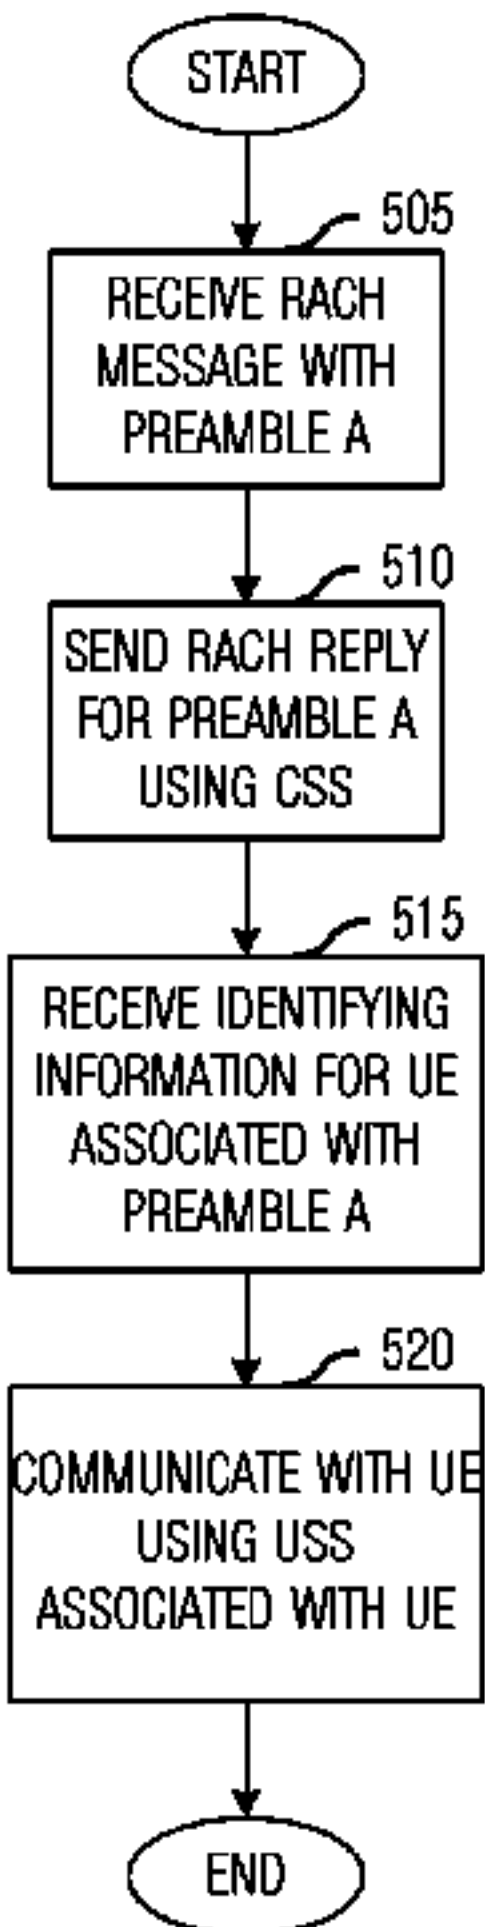 START
505
RECEIVE RACH
MESSAGE WITH
PREAMBLE A
510
SEND RACH REPLY
FOR PREAMBLE A
USING CSS
515
RECEIVE IDENTIFYING
INFORMATION FOR UE
ASSOCIATED WITH
PREAMBLE A
520
COMMUNICATE WITH UE
USING USS
ASSOCIATED WITH UE
END